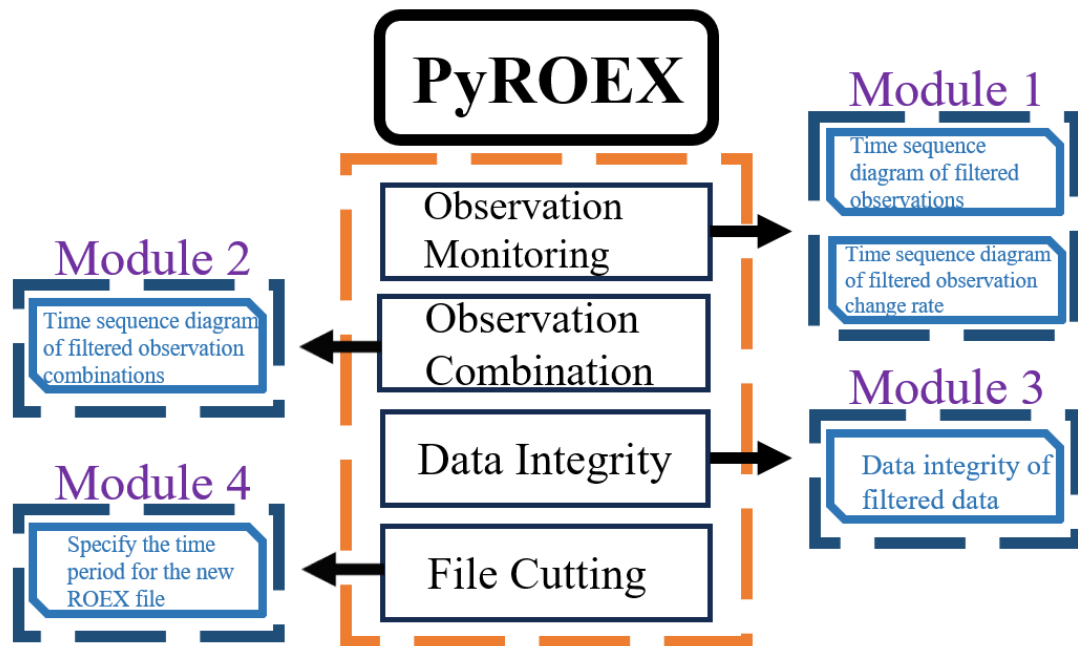 PyROEX
Module 1
Time sequence
diagram of filtered
observations
Time sequence diagram
of filtered observation
change rate
Observation
Monitoring
Module 2
Time sequence diagram
of filtered observation
combinations
Observation
Combination
Module 3
Data integrity of
filtered data
Data Integrity
Module 4
Specify the time
period for the new
ROEX file
File Cutting